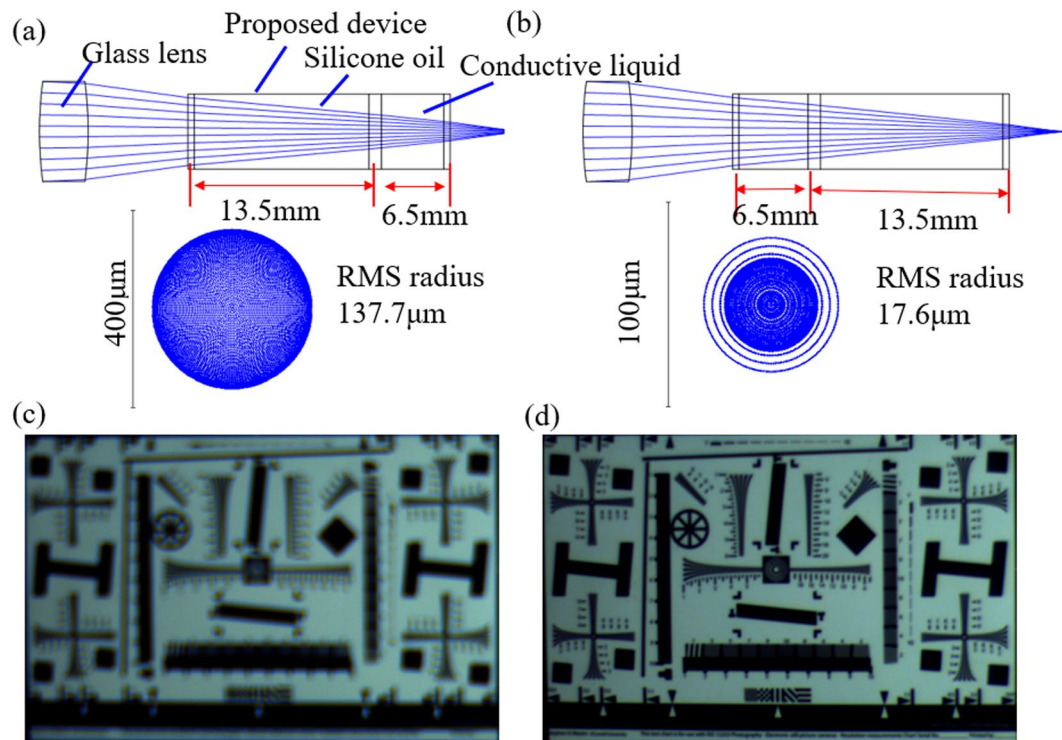 (a)
Proposed device
Glass lens
Silicone oil
Conductive liquid
13.5mm
6.5mm
400μm
RMS radius
137.7μm
(b)
6.5mm
13.5mm
100μm
RMS radius
17.6μm
(c)
(d)